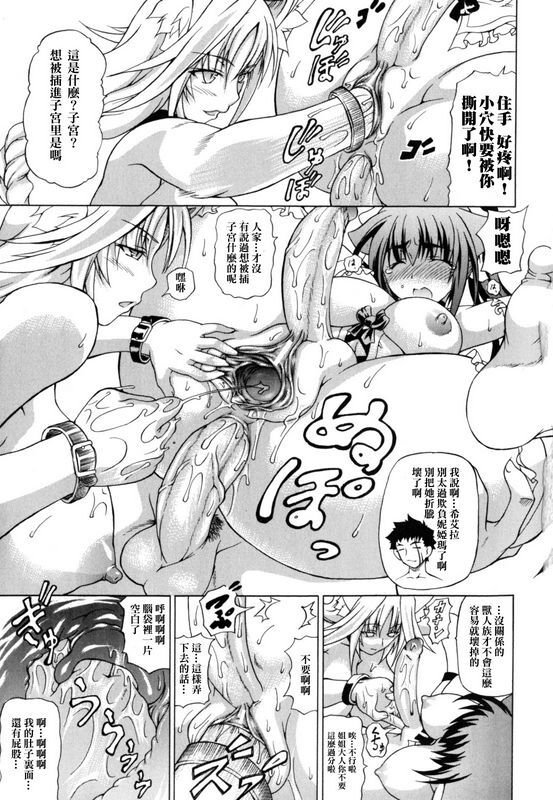 住手 好疼啊！
小穴快要被你
撕開了啊！
這是什麼？子宮？
想被插進子宮里是嗎
呀嗯嗯
人家…才沒
有說過想被插
子宮什麼的呢
嘿咻
ぬぽぉ
我說啊…希艾拉
別太過欺負妮婭瑪了啊
別把她折騰
壞了啊
…沒關係的
獸人族才不會這麼
容易就壞掉的
唉…不行啦
姐姐大人你不要
這麼過分啦
不要啊啊
這…這樣弄
下去的話…
呼啊啊啊
腦袋裡一片
空白了
啊…啊啊啊
我的肚子裏面…
還有屁股…